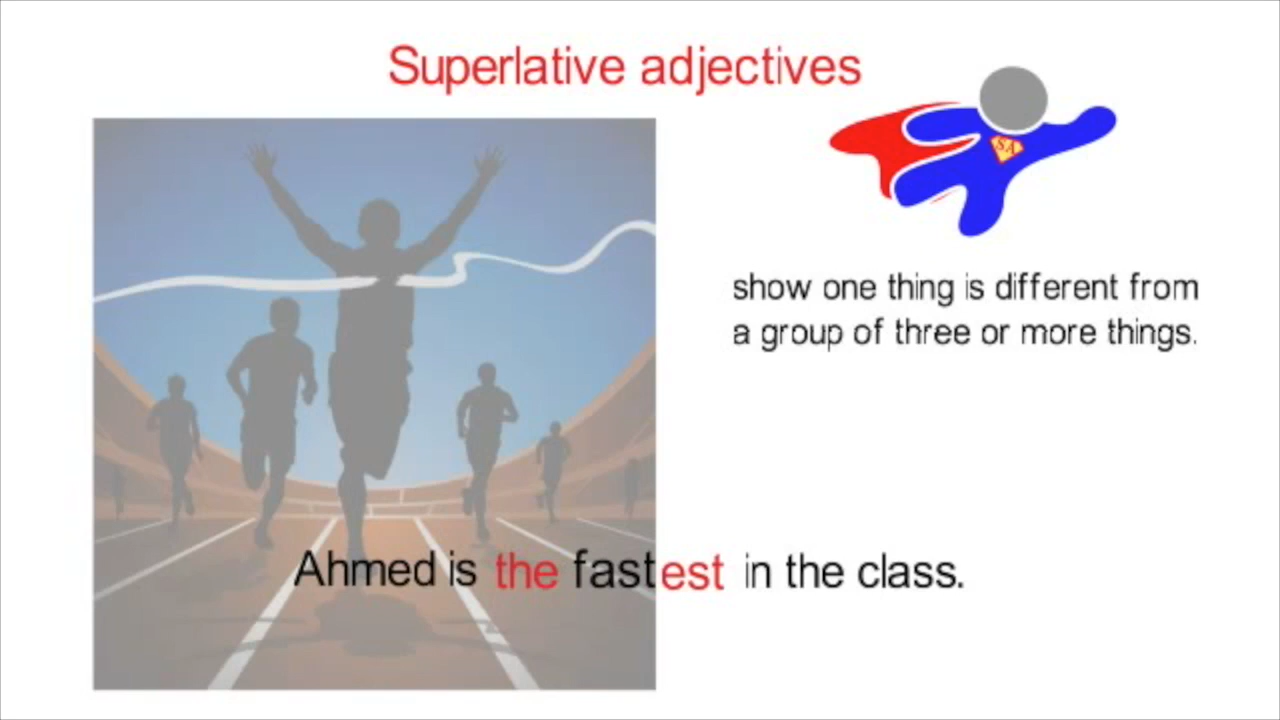 Superlative adjectives
SA
show one thing is different from
a group of three or more things.
Ahmed is the fastest in the class.